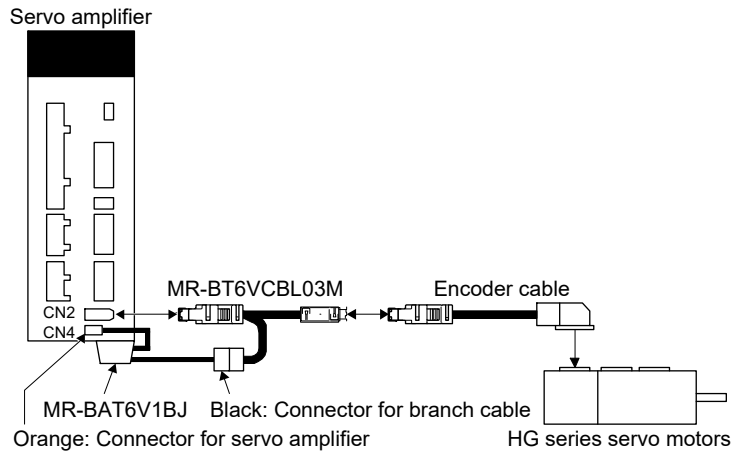 Servo amplifier
CN2
CN4
MR-BT6VCBL03M
Encoder cable
MR-BAT6V1BJ
Black: Connector for branch cable
Orange: Connector for servo amplifier
HG series servo motors